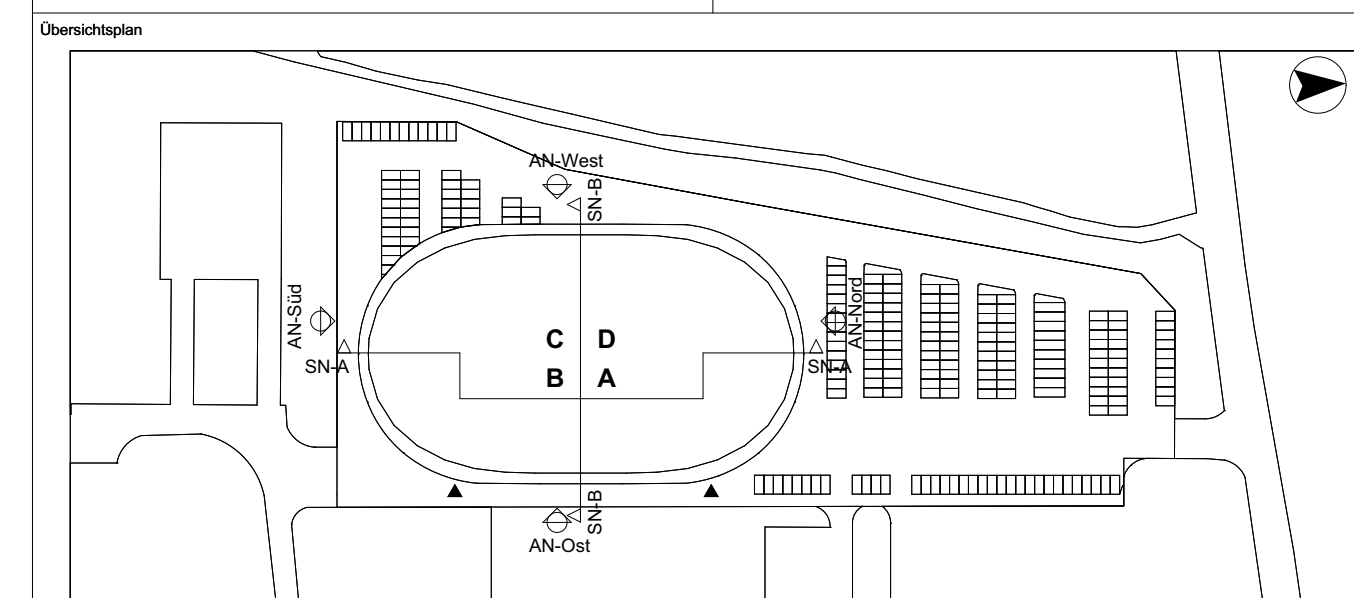 Übersichtsplan
AN-West
SN-B
AN-Süd
AN-Nord
C D
SN-A
SN-A
B A
SN-B
AN-Ost